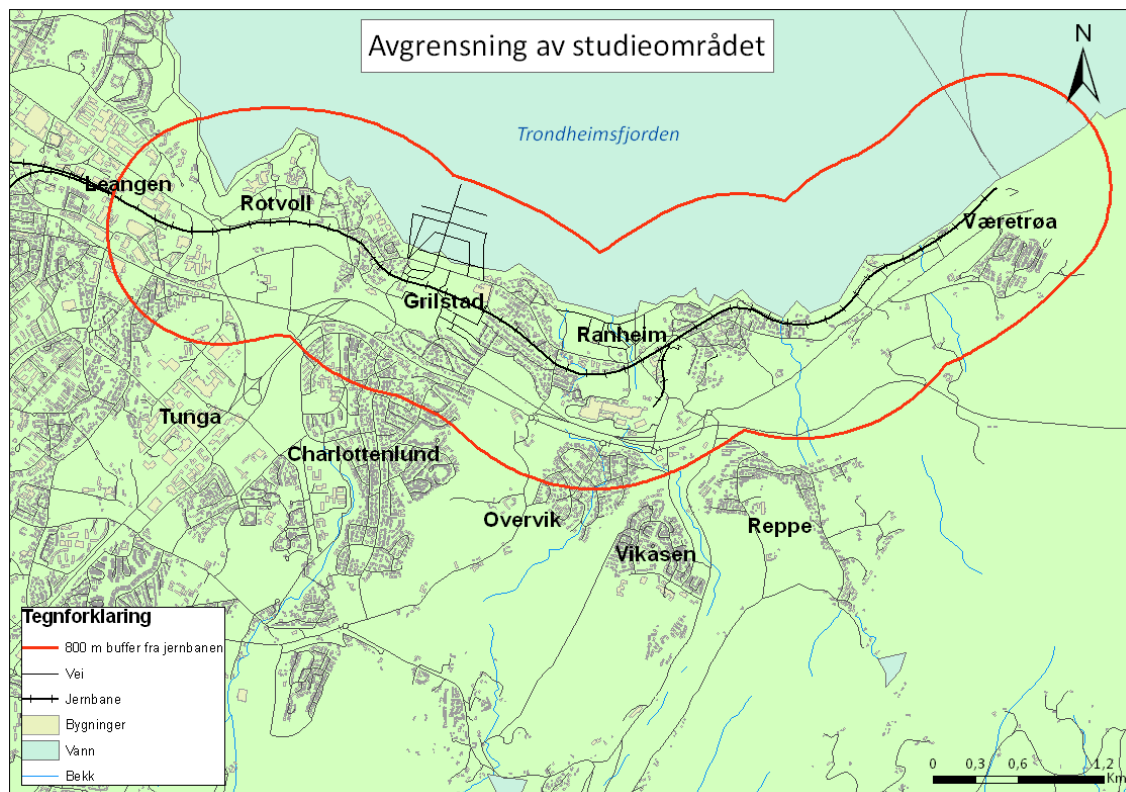 Avgrensning av studieområdet
N
Trondheimsfjorden
Leangen
Rotvoll
Væretrøa
Grilstad
Ranheim
Tunga
Charlottenlund
Overvik
Reppe
Vikasen
Tegnforklaring
800 m buffer fra jernbanen
Vei
Jernbane
Bygninger
Vann
Bekk
0 0,3 0,6 1,2
Km